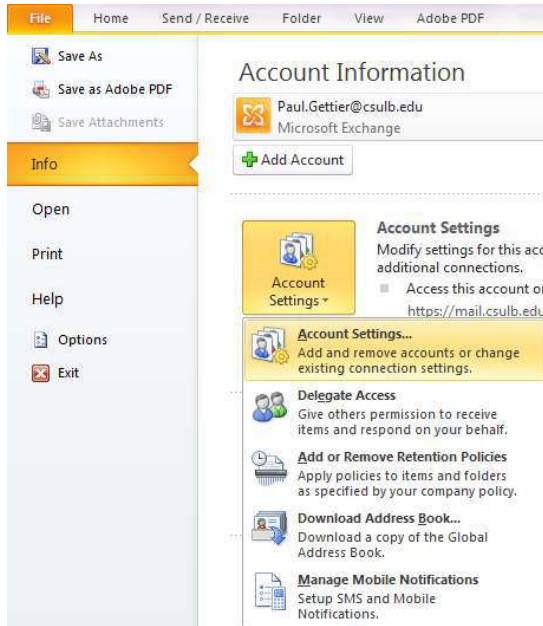 File Home Send / Receive Folder View Adobe PDF
Save As
Save as Adobe PDF
Save Attachments
Info
Open
Print
Help
Options
Exit
Account Information
Paul.Gettier@csulb.edu
Microsoft Exchange
Add Account
Account
Settings
Account Settings
Modify settings for this acc
additional connections.
Access this account o
https://mail.csulb.edu
Account Settings...
Add and remove accounts or change
existing connection settings.
Delegate Access
Give others permission to receive
items and respond on your behalf.
Add or Remove Retention Policies
Apply policies to items and folders
as specified by your company policy.
Download Address Book...
Download a copy of the Global
Address Book.
Manage Mobile Notifications
Setup SMS and Mobile
Notifications.